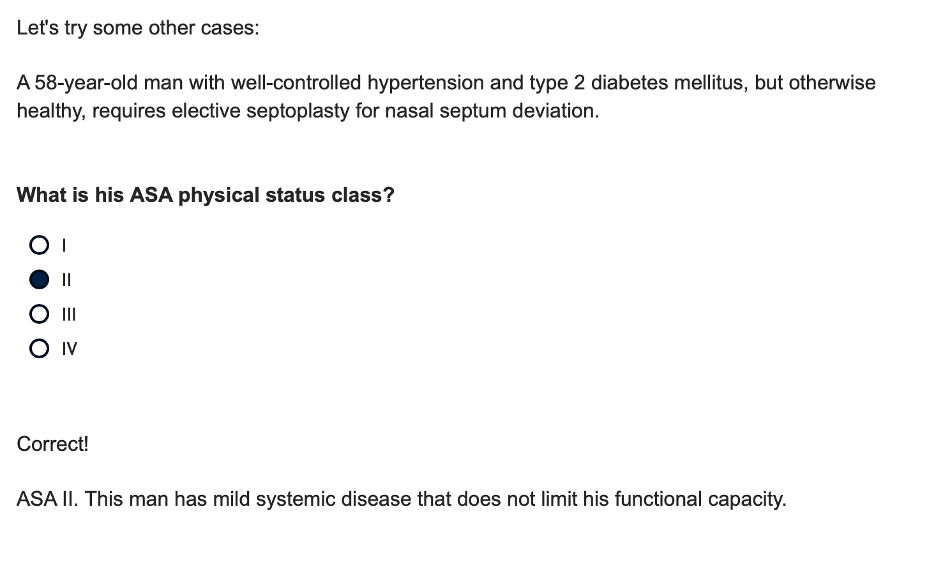 Let's try some other cases:
A 58-year-old man with well-controlled hypertension and type 2 diabetes mellitus, but otherwise
healthy, requires elective septoplasty for nasal septum deviation.
What is his ASA physical status class?
I
II
III
IV
Correct!
ASA II. This man has mild systemic disease that does not limit his functional capacity.